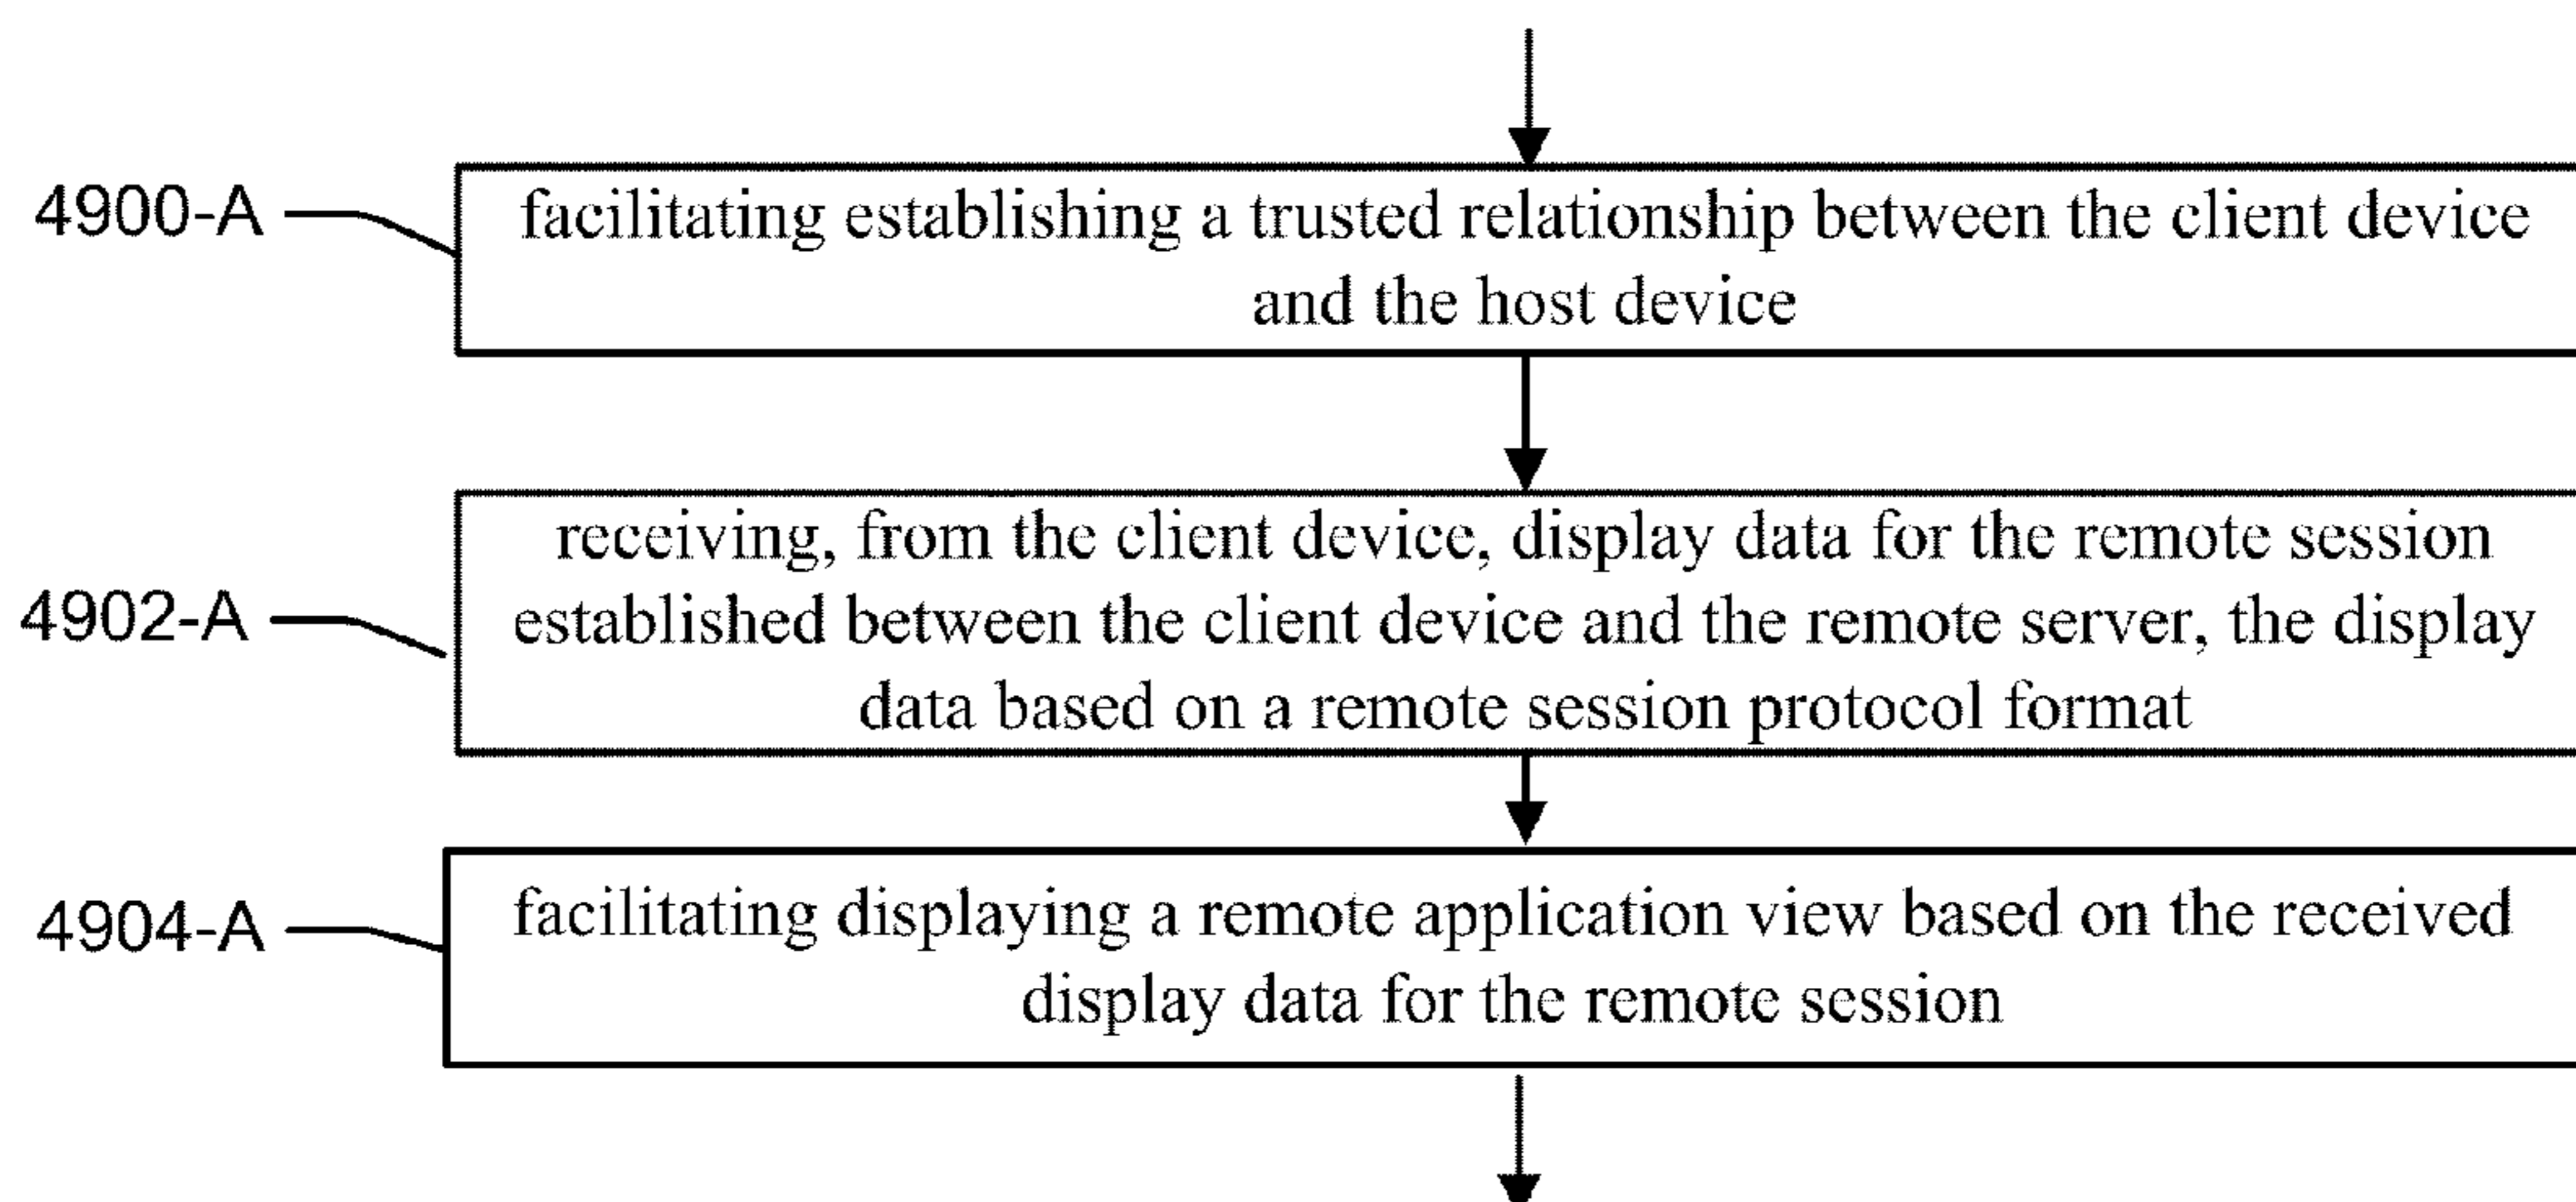 4900-A
facilitating establishing a trusted relationship between the client device
and the host device
4902-A
receiving, from the client device, display data for the remote session
established between the client device and the remote server, the display
data based on a remote session protocol format
4904-A
facilitating displaying a remote application view based on the received
display data for the remote session